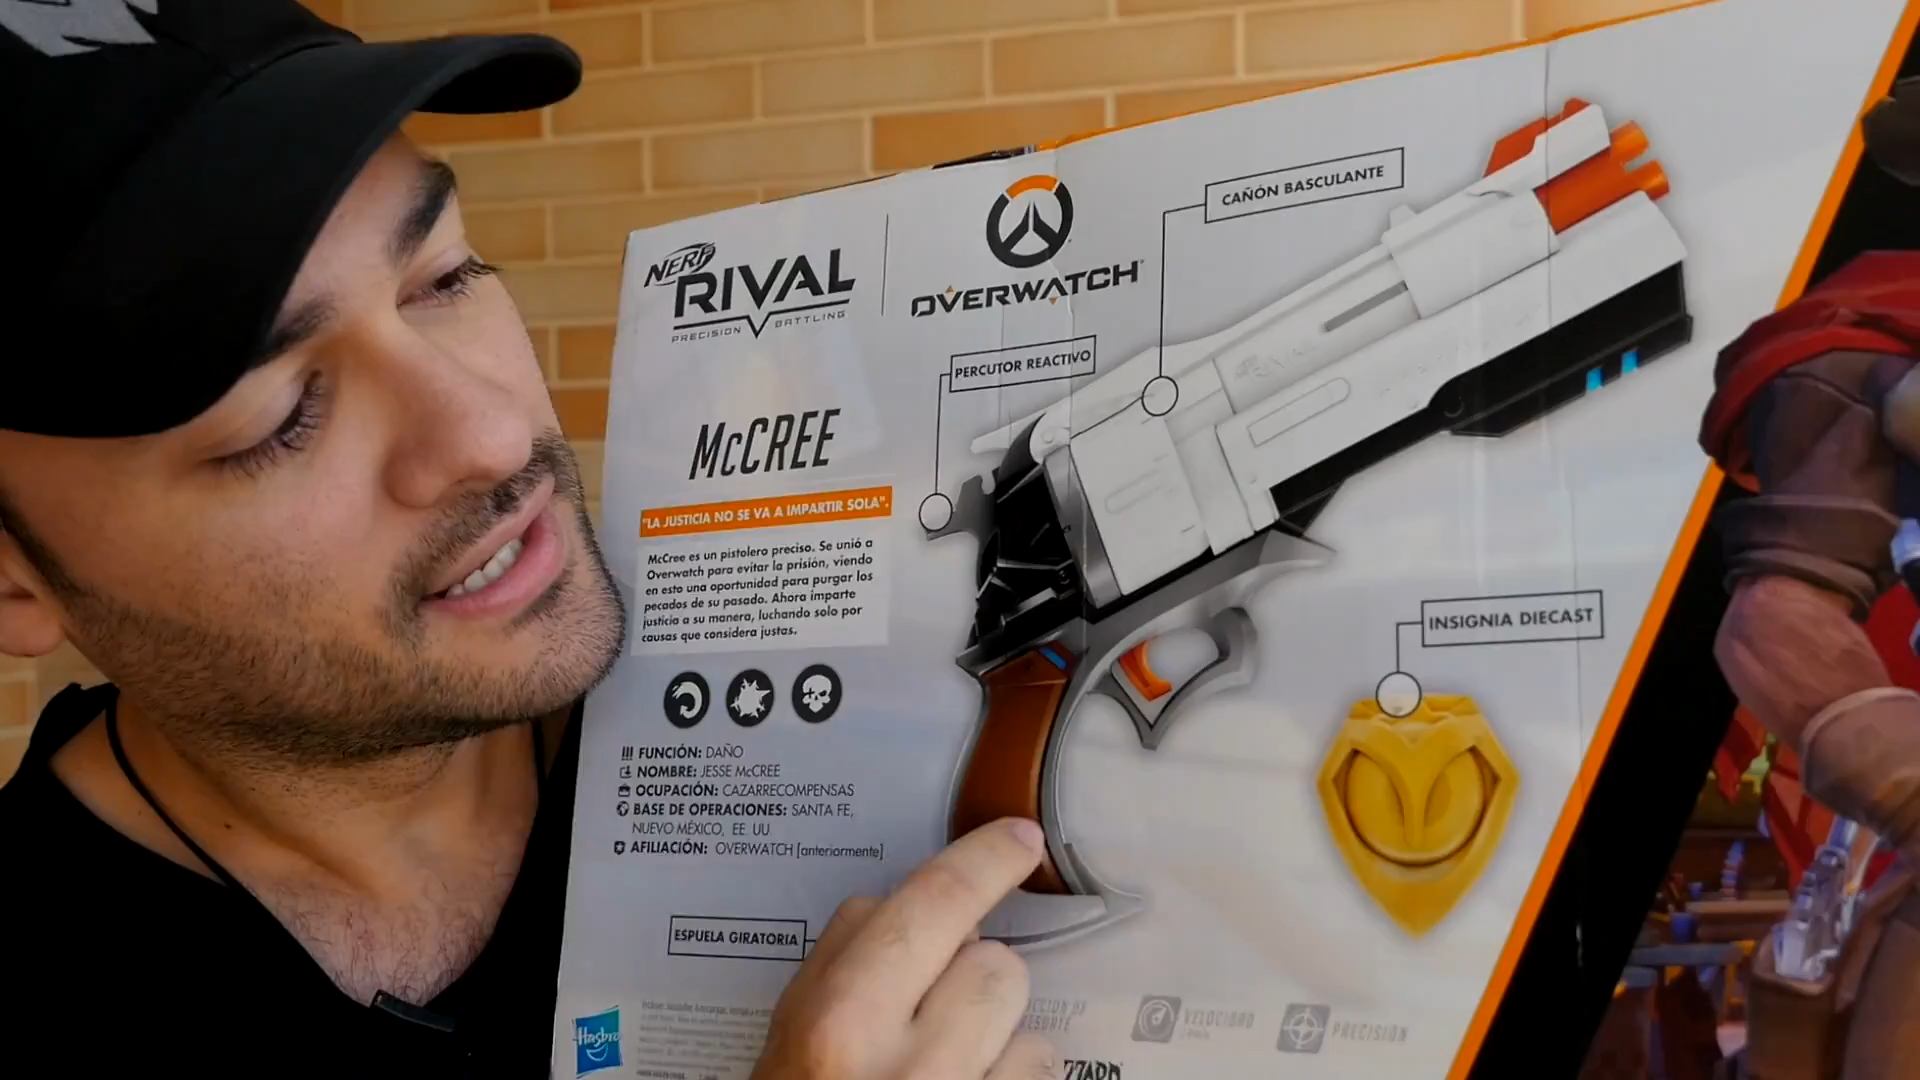 NERF
RIVAL
PRECISION BATTLING
OVERWATCH
CAÑÓN BASCULANTE
PERCUTOR REACTIVO
McCREE
"LA JUSTICIA NO SE VA A IMPARTIR SOLA".
McCree es un pistolero preciso. Se unió a
Overwatch para evitar la prisión, viendo
en esto una oportunidad para purgar los
pecados de su pasado. Ahora imparte
justicia a su manera, luchando solo por
causas que considera justas.
INSIGNIA DIECAST
FUNCIÓN: DAÑO
NOMBRE: JESSE McCREE
OCUPACIÓN: CAZARRECOMPENSAS
BASE DE OPERACIONES: SANTA FE,
NUEVO MÉXICO, EE. UU.
AFILIACIÓN: OVERWATCH [anteriormente]
ESPUELA GIRATORIA
Hasbro
VELOCIDAD
PRECISIÓN